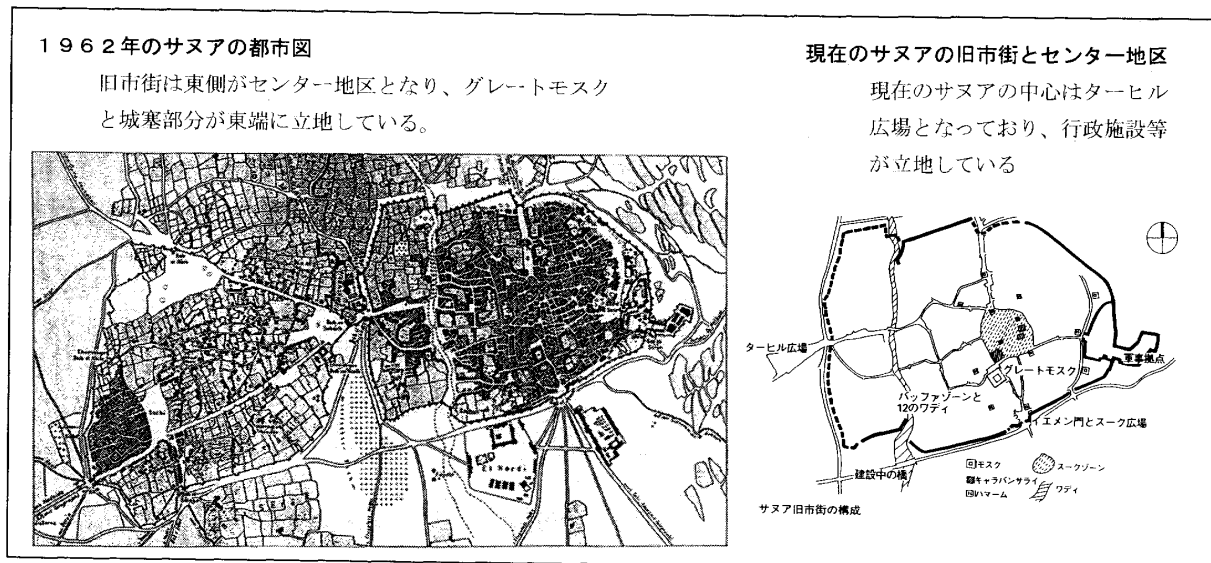 1962年のサヌアの都市図
旧市街は東側がセンター地区となり、グレートモスク
と城塞部分が東端に立地している。
現在のサヌアの旧市街とセンター地区
現在のサヌアの中心はターヒル
広場となっており、行政施設等
が立地している
El Nordi
ターヒル広場
グレートモスク
軍事拠点
バッファゾーンと
12のワディ
イエメン門とスーク広場
建設中の橋
モスク
スークゾーン
キャラバンサライ
ハマーム
ワディ
サヌア旧市街の構成